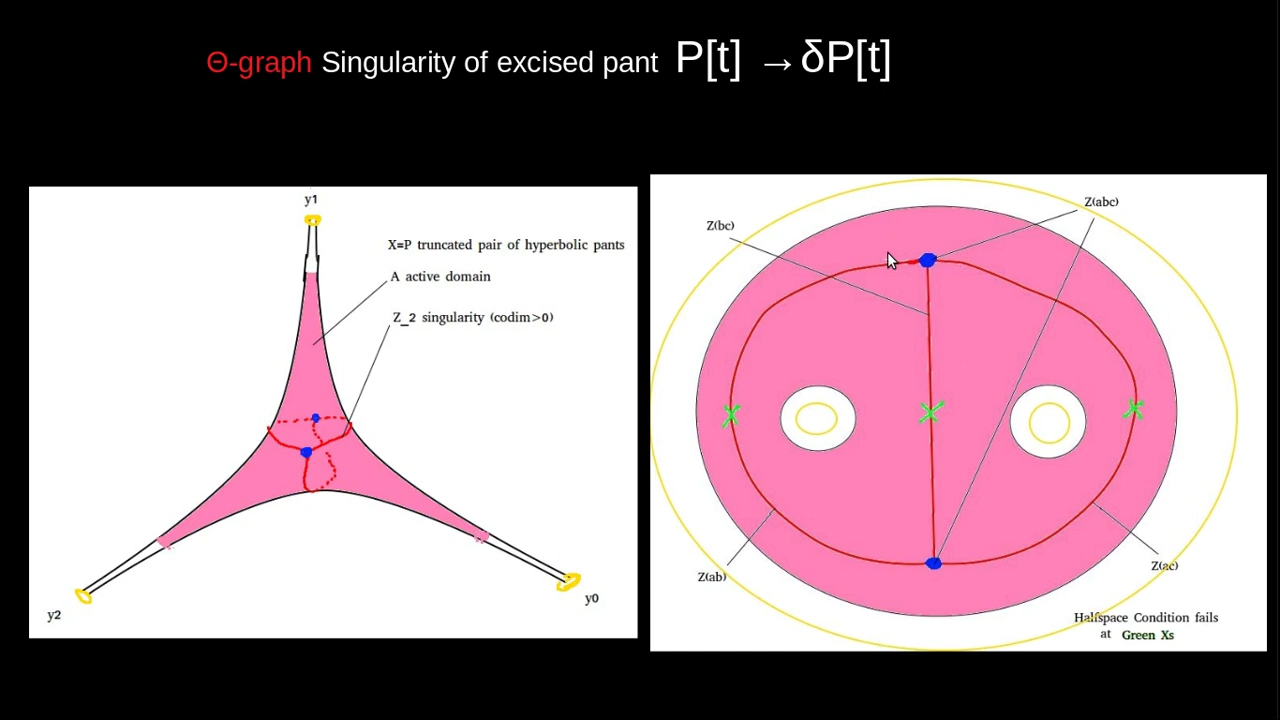 Θ-graph Singularity of excised pant P[t] →δP[t]
y1
X=P truncated pair of hyperbolic pants
A active domain
Z_2 singularity (codim>0)
y2
y0
Z(abc)
Z(bc)
Z(ab)
Z(ac)
Halfspace Condition fails
at Green Xs